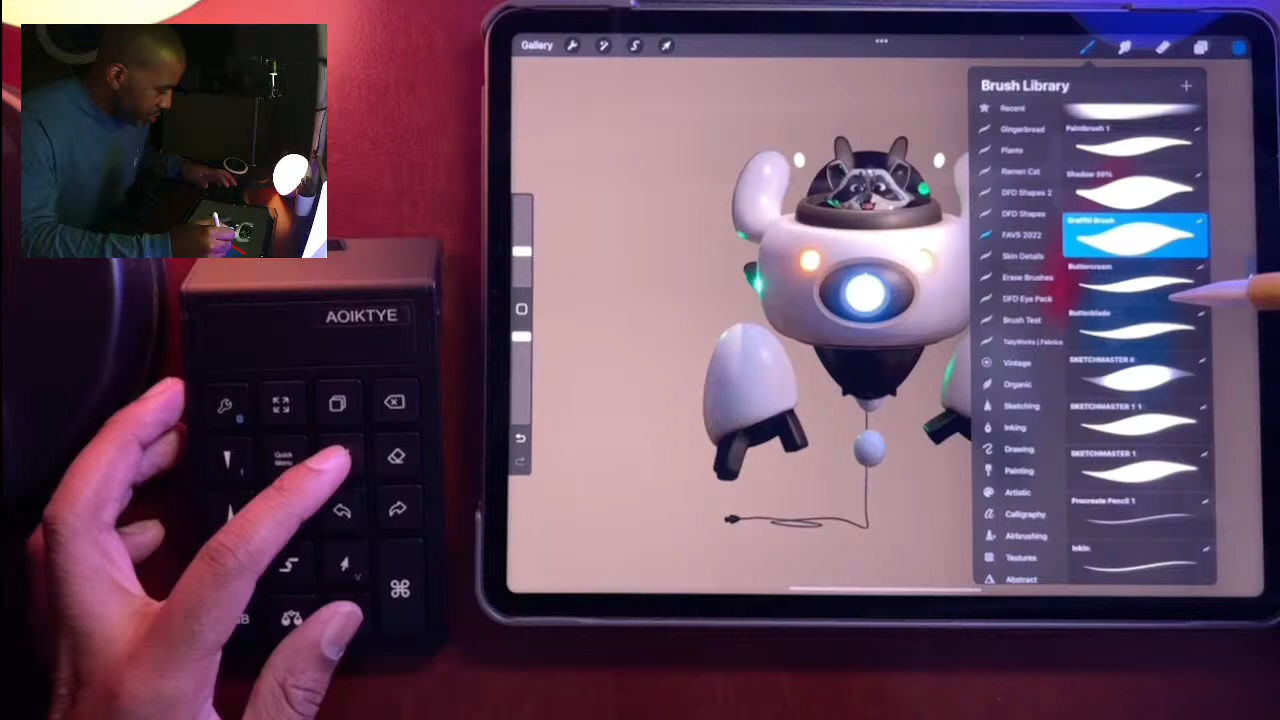 Gallery
Brush Library
Recent
Gingerbread
Plants
Ramen Cat
DFD Shapes 2
DFD Shapes
FAVS 2022
Skin Details
Erase Brushes
DFD Eye Pack
Brush Test
Vintage
Organic
Sketching
Inking
Drawing
Painting
Artistic
Calligraphy
Airbrushing
Textures
Abstract
Paintbrush 1
Shadow 20%
Graffiti Brush
Buttercream
Butterblade
SKETCHMASTER II
SKETCHMASTER 1 1
SKETCHMASTER 1
Procreate Pencil 1
Inkin
AOIKTYE
Quick
Menu
1
V
B